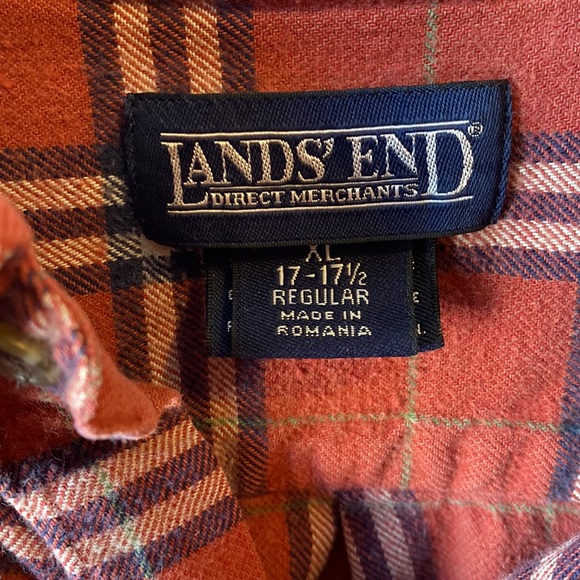 LANDS' END®
DIRECT MERCHANTS
XL
17-17½
REGULAR
MADE IN
ROMANIA